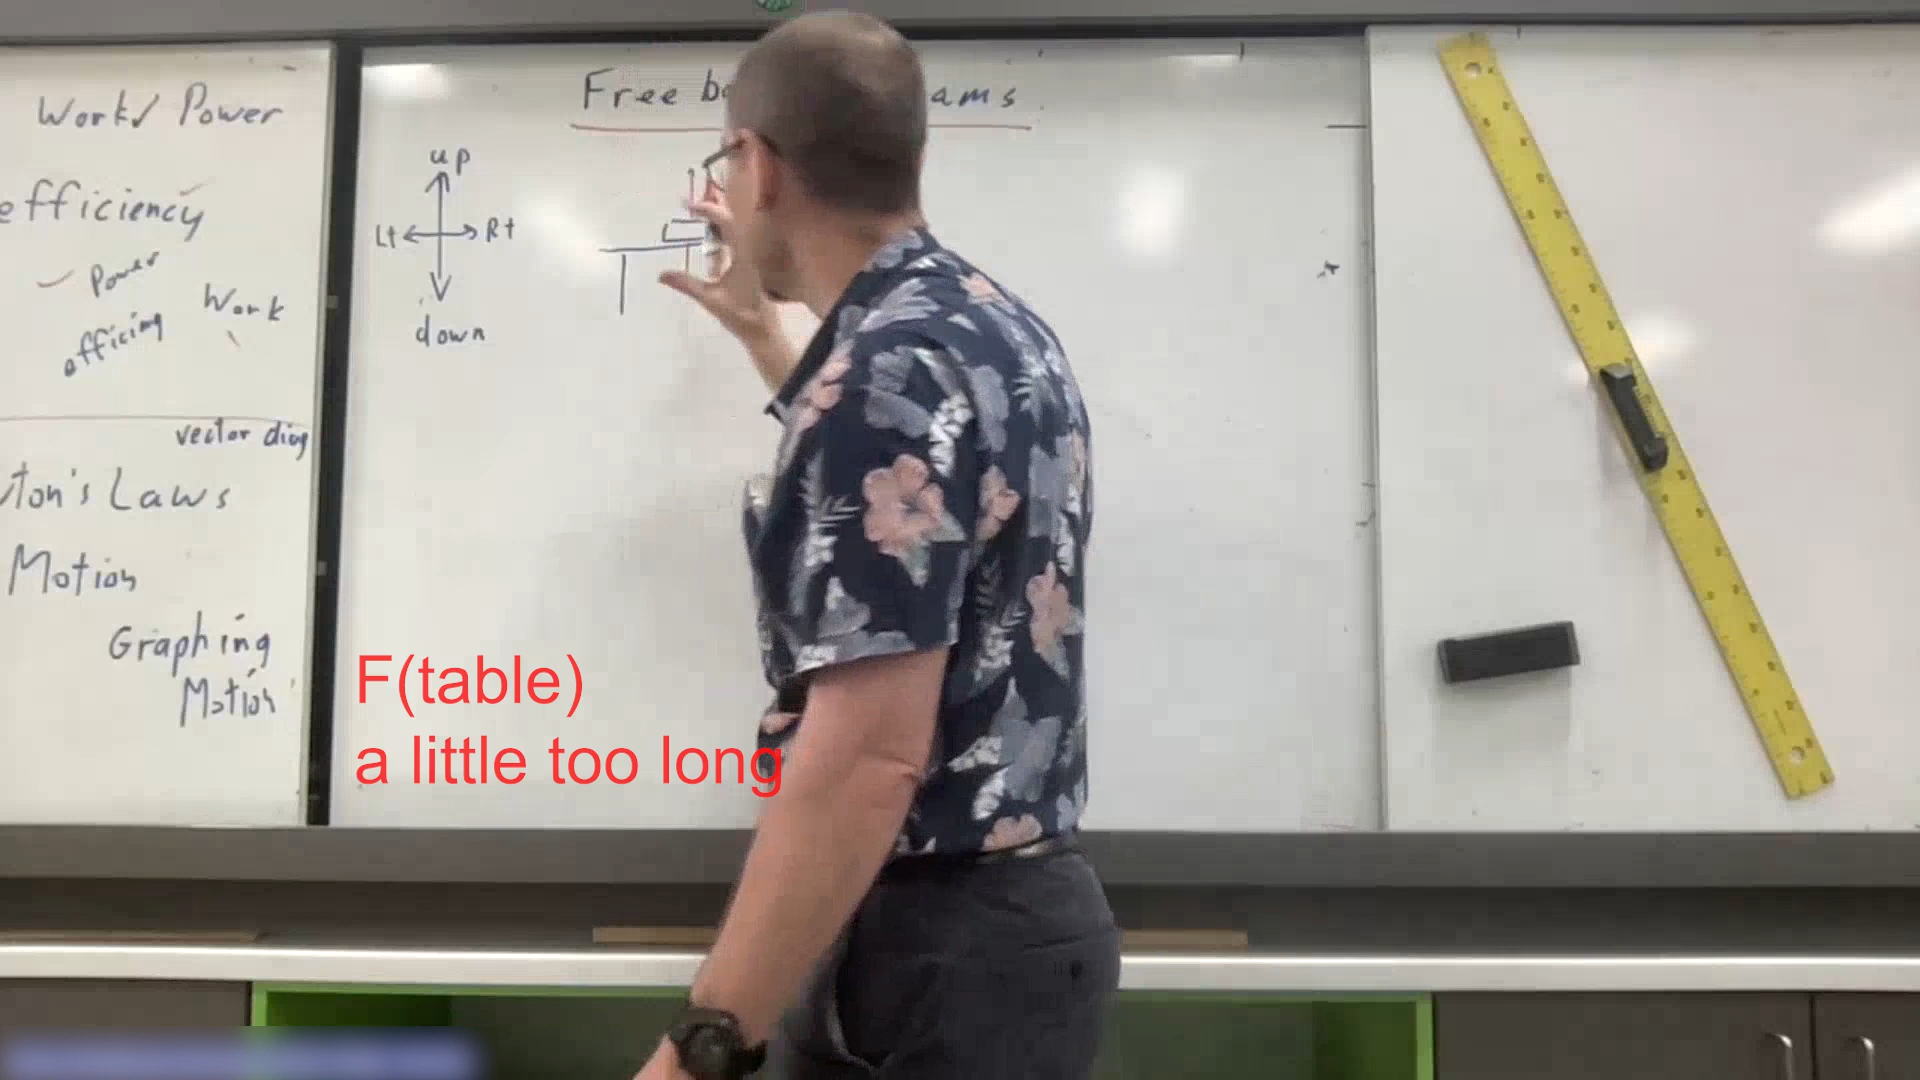 Work/ Power
efficiency
Power
Work
vector diag
Laws
Motion
Graphing
Motion
Free
up
Lt
Rt
down
F(table)
a little too long